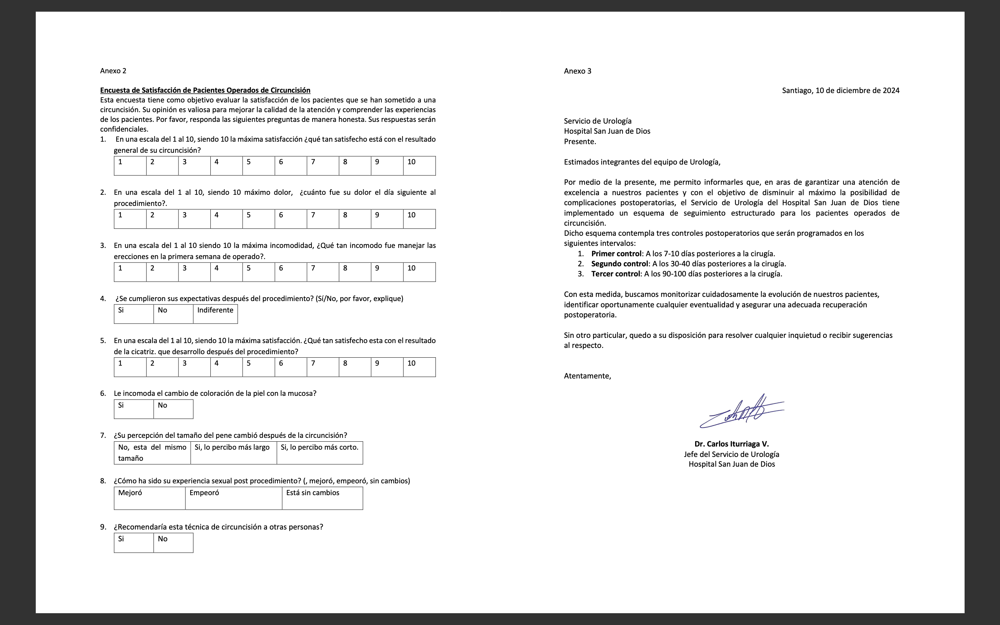 Anexo 2
Encuesta de Satisfacción de Pacientes Operados de Circuncisión
Esta encuesta tiene como objetivo evaluar la satisfacción de los pacientes que se han sometido a una
circuncisión. Su opinión es valiosa para mejorar la calidad de la atención y comprender las experiencias
de los pacientes. Por favor, responda las siguientes preguntas de manera honesta. Sus respuestas serán
confidenciales.
1. En una escala del 1 al 10, siendo 10 la máxima satisfacción ¿qué tan satisfecho está con el resultado
general de su circuncisión?
1 2 3 4 5 6 7 8 9 10
2. En una escala del 1 al 10, siendo 10 máximo dolor, ¿cuánto fue su dolor el día siguiente al
procedimiento?.
1 2 3 4 5 6 7 8 9 10
3. En una escala del 1 al 10 siendo 10 la máxima incomodidad, ¿Qué tan incomodo fue manejar las
erecciones en la primera semana de operado?.
1 2 3 4 5 6 7 8 9 10
4. ¿Se cumplieron sus expectativas después del procedimiento? (Sí/No, por favor, explique)
Si No Indiferente
5. En una escala del 1 al 10, siendo 10 la máxima satisfacción. ¿Qué tan satisfecho esta con el resultado
de la cicatriz. que desarrollo después del procedimiento?
1 2 3 4 5 6 7 8 9 10
6. Le incomoda el cambio de coloración de la piel con la mucosa?
Si No
7. ¿Su percepción del tamaño del pene cambió después de la circuncisión?
No, esta del mismo Si, lo percibo más largo Si, lo percibo más corto.
tamaño
8. ¿Cómo ha sido su experiencia sexual post procedimiento? (, mejoró, empeoró, sin cambios)
Mejoró Empeoró Está sin cambios
9. ¿Recomendaría esta técnica de circuncisión a otras personas?
Si No
Anexo 3
Santiago, 10 de diciembre de 2024
Servicio de Urología
Hospital San Juan de Dios
Presente.
Estimados integrantes del equipo de Urología,
Por medio de la presente, me permito informarles que, en aras de garantizar una atención de
excelencia a nuestros pacientes y con el objetivo de disminuir al máximo la posibilidad de
complicaciones postoperatorias, el Servicio de Urología del Hospital San Juan de Dios tiene
implementado un esquema de seguimiento estructurado para los pacientes operados de
circuncisión.
Dicho esquema contempla tres controles postoperatorios que serán programados en los
siguientes intervalos:
1. Primer control: A los 7-10 días posteriores a la cirugía.
2. Segundo control: A los 30-40 días posteriores a la cirugía.
3. Tercer control: A los 90-100 días posteriores a la cirugía.
Con esta medida, buscamos monitorizar cuidadosamente la evolución de nuestros pacientes,
identificar oportunamente cualquier eventualidad y asegurar una adecuada recuperación
postoperatoria.
Sin otro particular, quedo a su disposición para resolver cualquier inquietud o recibir sugerencias
al respecto.
Atentamente,
Dr. Carlos Iturriaga V.
Jefe del Servicio de Urología
Hospital San Juan de Dios